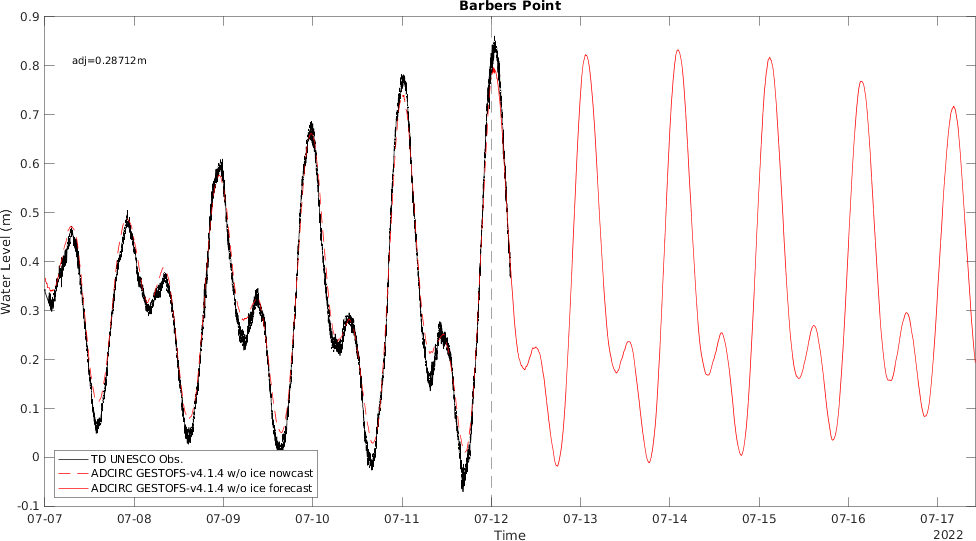 Barbers Point
0.9
0.8
0.7
0.6
0.5
0.4
0.3
0.2
0.1
0
-0.1
Water Level (m)
adj=0.28712m
TD UNESCO Obs.
ADCIRC GESTOFS-v4.1.4 w/o ice nowcast
ADCIRC GESTOFS-v4.1.4 w/o ice forecast
07-07 07-08 07-09 07-10 07-11 07-12 07-13 07-14 07-15 07-16 07-17
Time
2022